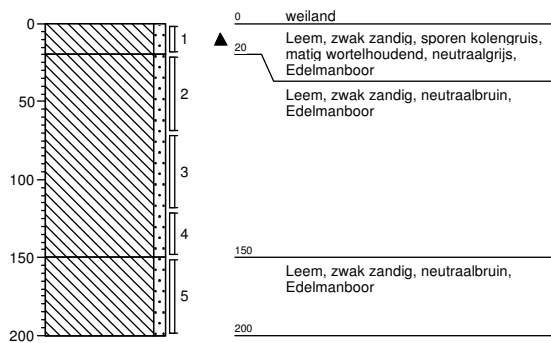 0
50
100
150
200
1
2
3
4
5
0
weiland
Leem, zwak zandig, sporen kolengruis,
matig wortelhoudend, neutraalgrijs,
Edelmanboor
20
Leem, zwak zandig, neutraalbruin,
Edelmanboor
150
Leem, zwak zandig, neutraalbruin,
Edelmanboor
200